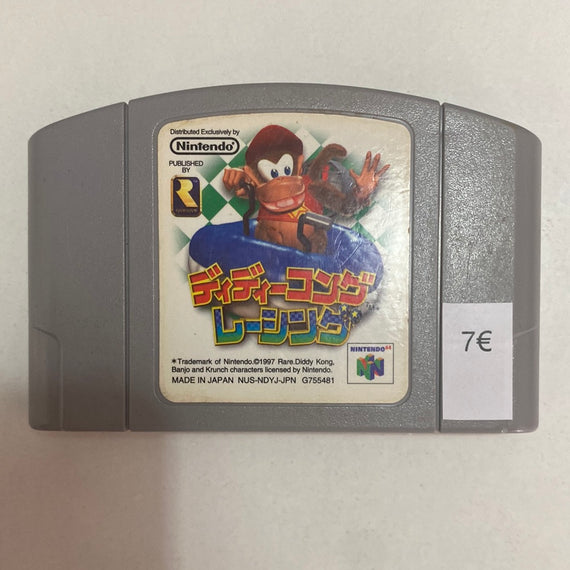 Distributed Exclusively by
Nintendo®
PUBLISHED
BY
ディディーコング
レーシング
7€
*Trademark of Nintendo.©1997 Rare.Diddy Kong,
Banjo and Krunch characters licensed by Nintendo.
MADE IN JAPAN NUS-NDYJ-JPN G755481
NINTENDO64